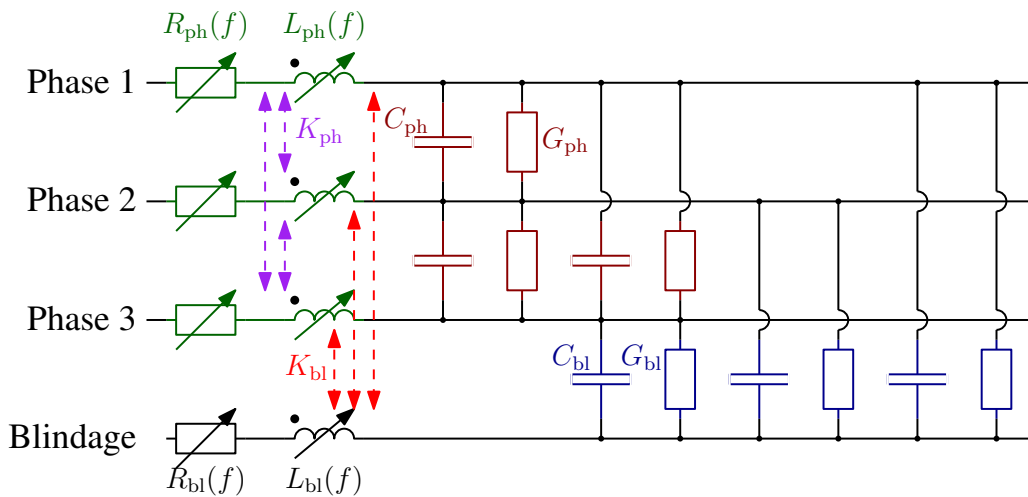 R_ph(f) L_ph(f)
Phase 1
C_ph
K_ph G_ph
Phase 2
Phase 3
K_bl C_bl G_bl
Blindage
R_bl(f) L_bl(f)